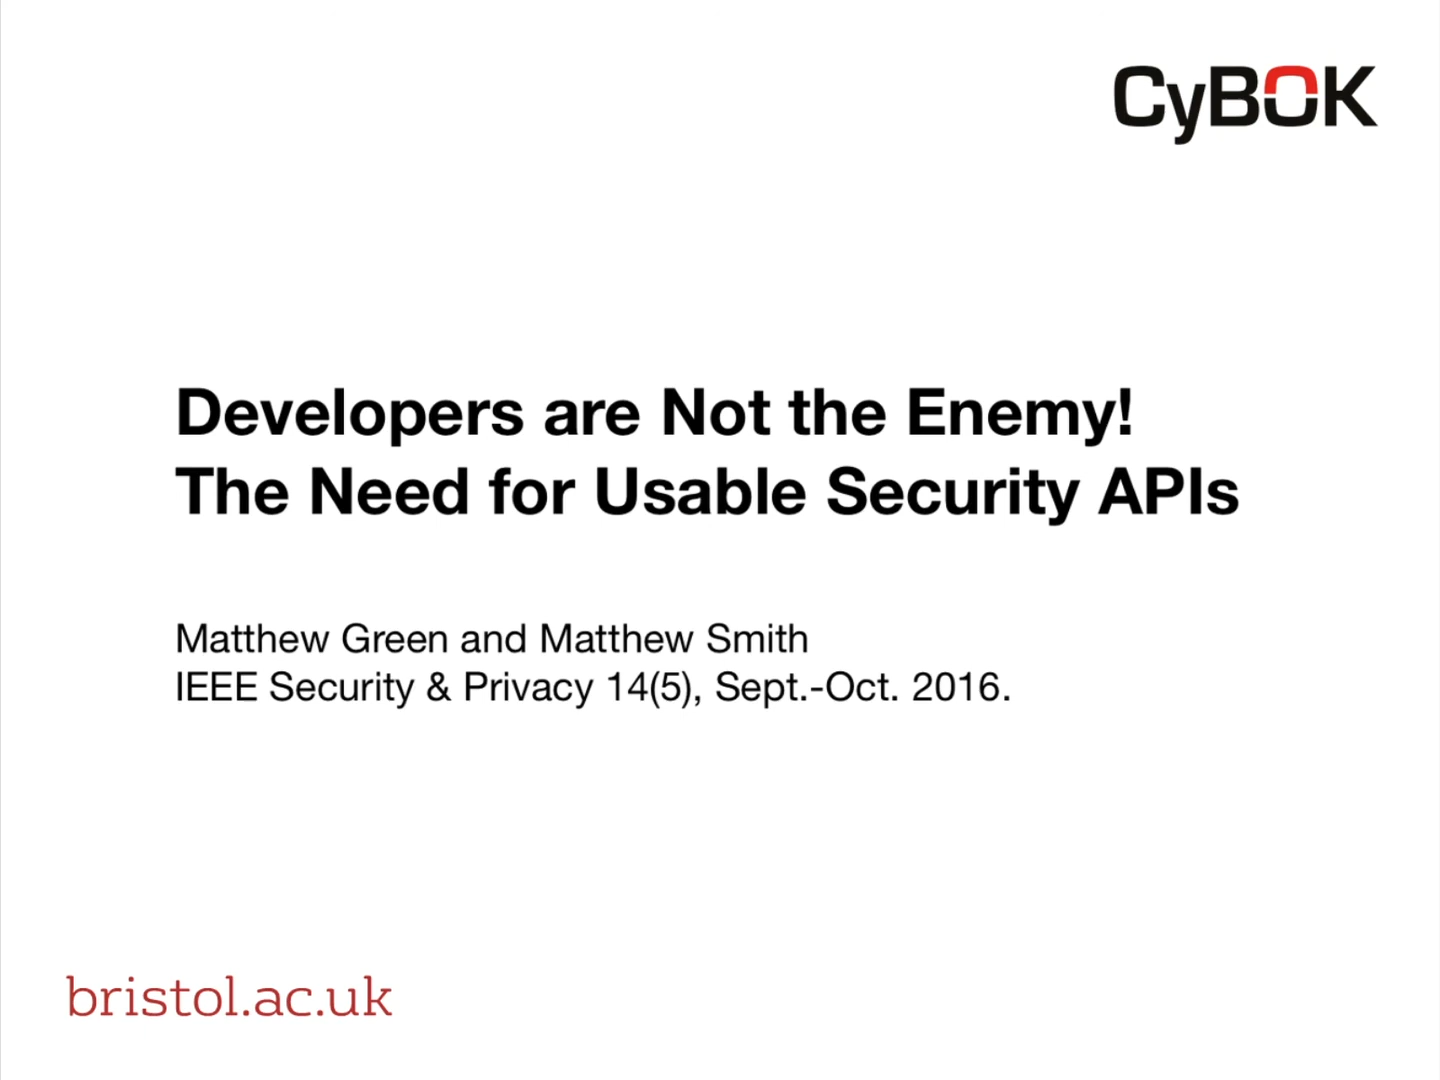 CyBOK
Developers are Not the Enemy!
The Need for Usable Security APIs
Matthew Green and Matthew Smith
IEEE Security & Privacy 14(5), Sept.-Oct. 2016.
bristol.ac.uk